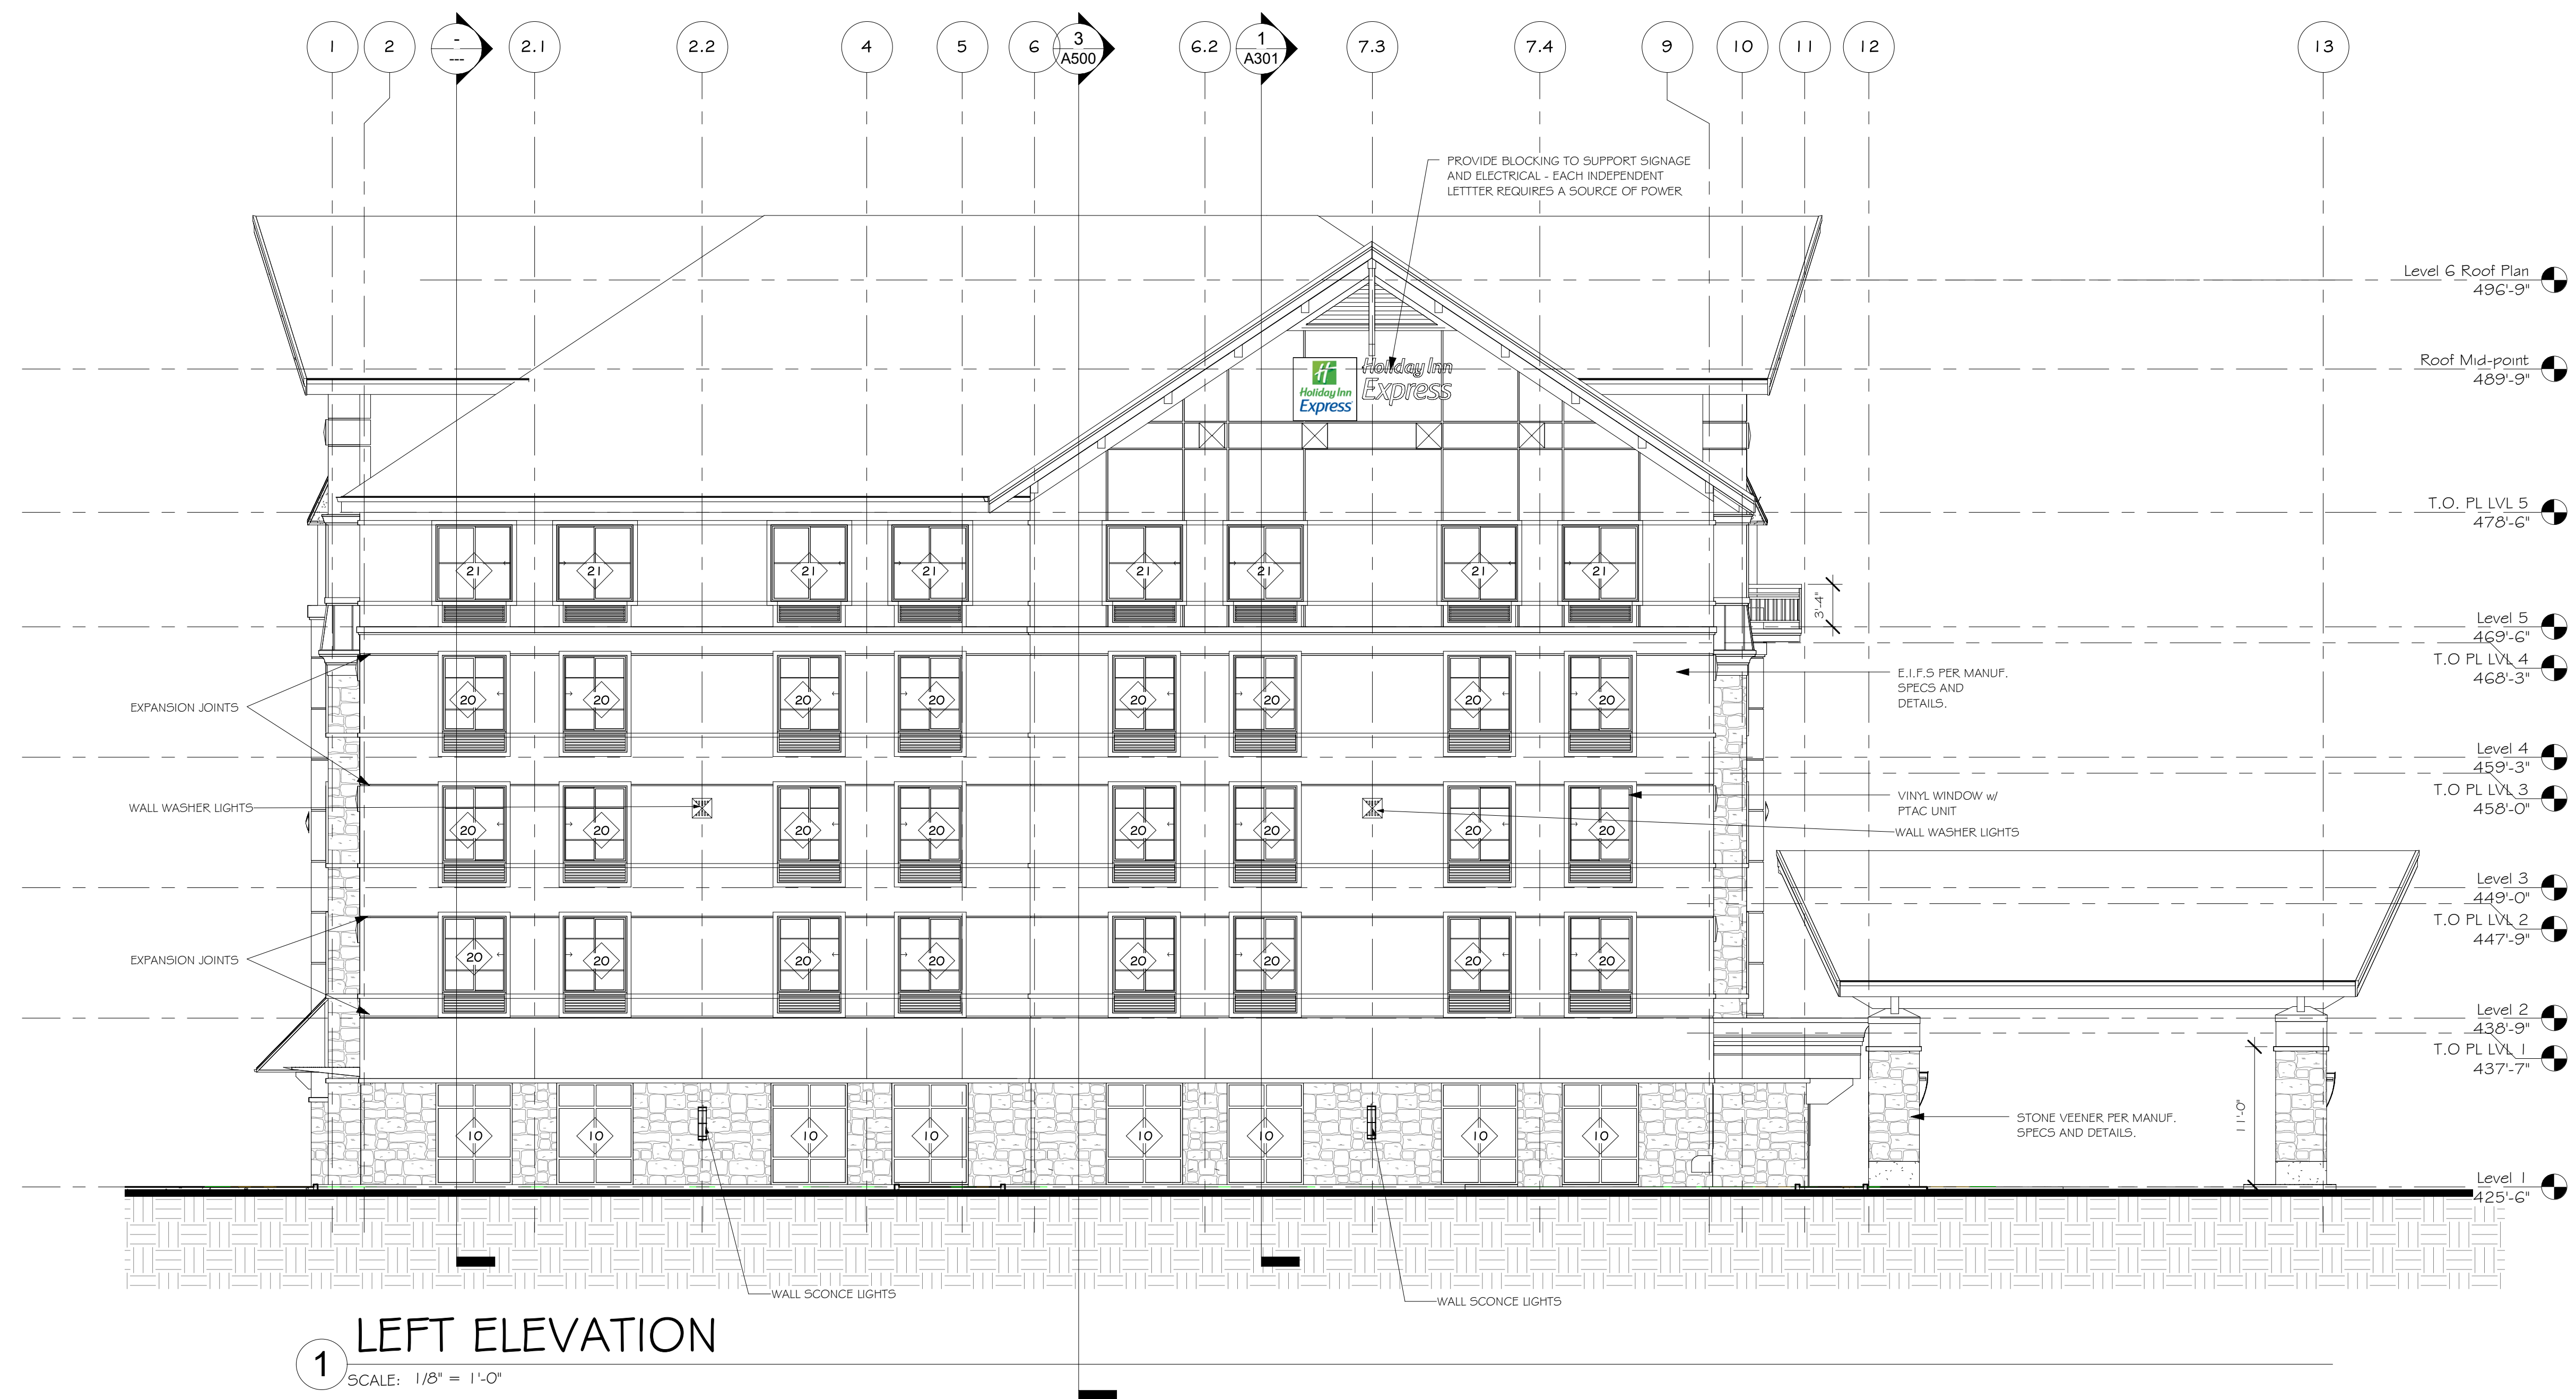 1 2 - --- 2.1 2.2 4 5 6 3 A500 6.2 1 A301 7.3 7.4 9 10 11 12 13
PROVIDE BLOCKING TO SUPPORT SIGNAGE
AND ELECTRICAL - EACH INDEPENDENT
LETTTER REQUIRES A SOURCE OF POWER
Level 6 Roof Plan
496'-9"
Roof Mid-point
489'-9"
H
Holiday Inn
Express
Holiday Inn
Express
T.O. PL LVL 5
478'-6"
21 21 21 21 21 21 21 21
3'-4"
Level 5
469'-6"
T.O PL LVL 4
468'-3"
E.I.F.S PER MANUF.
SPECS AND
DETAILS.
20 20 20 20 20 20 20 20
EXPANSION JOINTS
Level 4
459'-3"
T.O PL LVL 3
458'-0"
VINYL WINDOW w/
PTAC UNIT
WALL WASHER LIGHTS
WALL WASHER LIGHTS
20 20 20 20 20 20 20 20
Level 3
449'-0"
T.O PL LVL 2
447'-9"
EXPANSION JOINTS
20 20 20 20 20 20 20 20
Level 2
438'-9"
T.O PL LVL 1
437'-7"
11'-0"
STONE VEENER PER MANUF.
SPECS AND DETAILS.
10 10 10 10 10 10 10 10
Level 1
425'-6"
WALL SCONCE LIGHTS
WALL SCONCE LIGHTS
1 LEFT ELEVATION
SCALE: 1/8" = 1'-0"